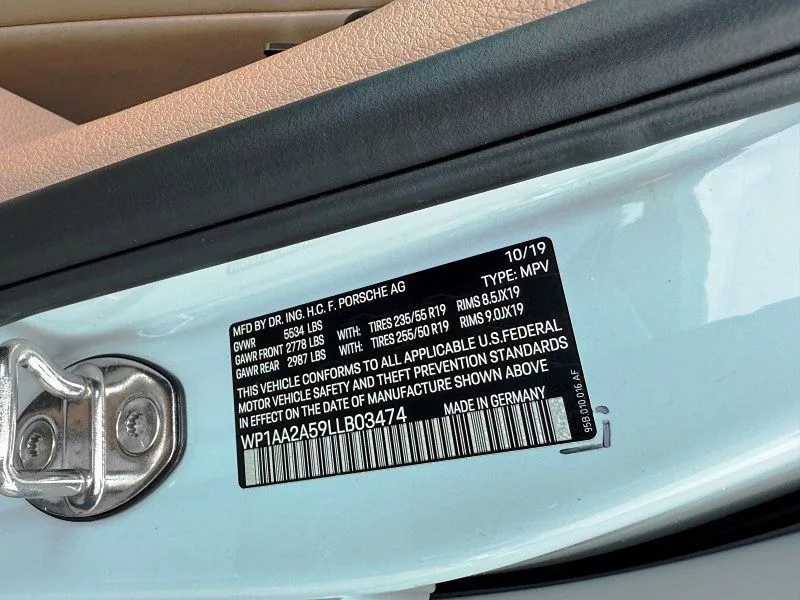 10/19
MFD BY DR. ING. H.C. F. PORSCHE AG TYPE: MPV
GVWR 5534 LBS
GAWR FRONT 2778 LBS WITH: TIRES 235/55 R19 RIMS 8.5JX19
GAWR REAR 2987 LBS WITH: TIRES 255/50 R19 RIMS 9.0JX19
THIS VEHICLE CONFORMS TO ALL APPLICABLE U.S.FEDERAL
MOTOR VEHICLE SAFETY AND THEFT PREVENTION STANDARDS
IN EFFECT ON THE DATE OF MANUFACTURE SHOWN ABOVE
WP1AA2A59LLB03474 MADE IN GERMANY
95B.010.016.AF